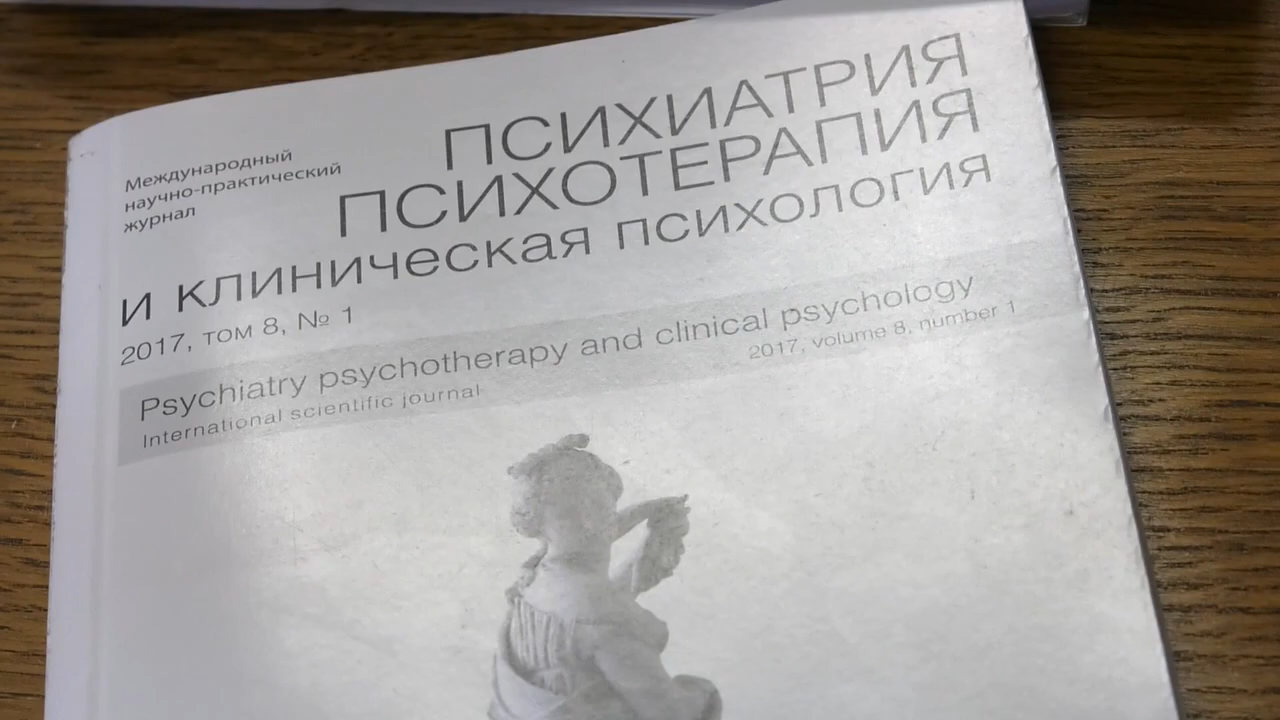 Международный
научно-практический
журнал
ПСИХИАТРИЯ
ПСИХОТЕРАПИЯ
и клиническая психология
2017, том 8, № 1
Psychiatry psychotherapy and clinical psychology
International scientific journal
2017, volume 8, number 1